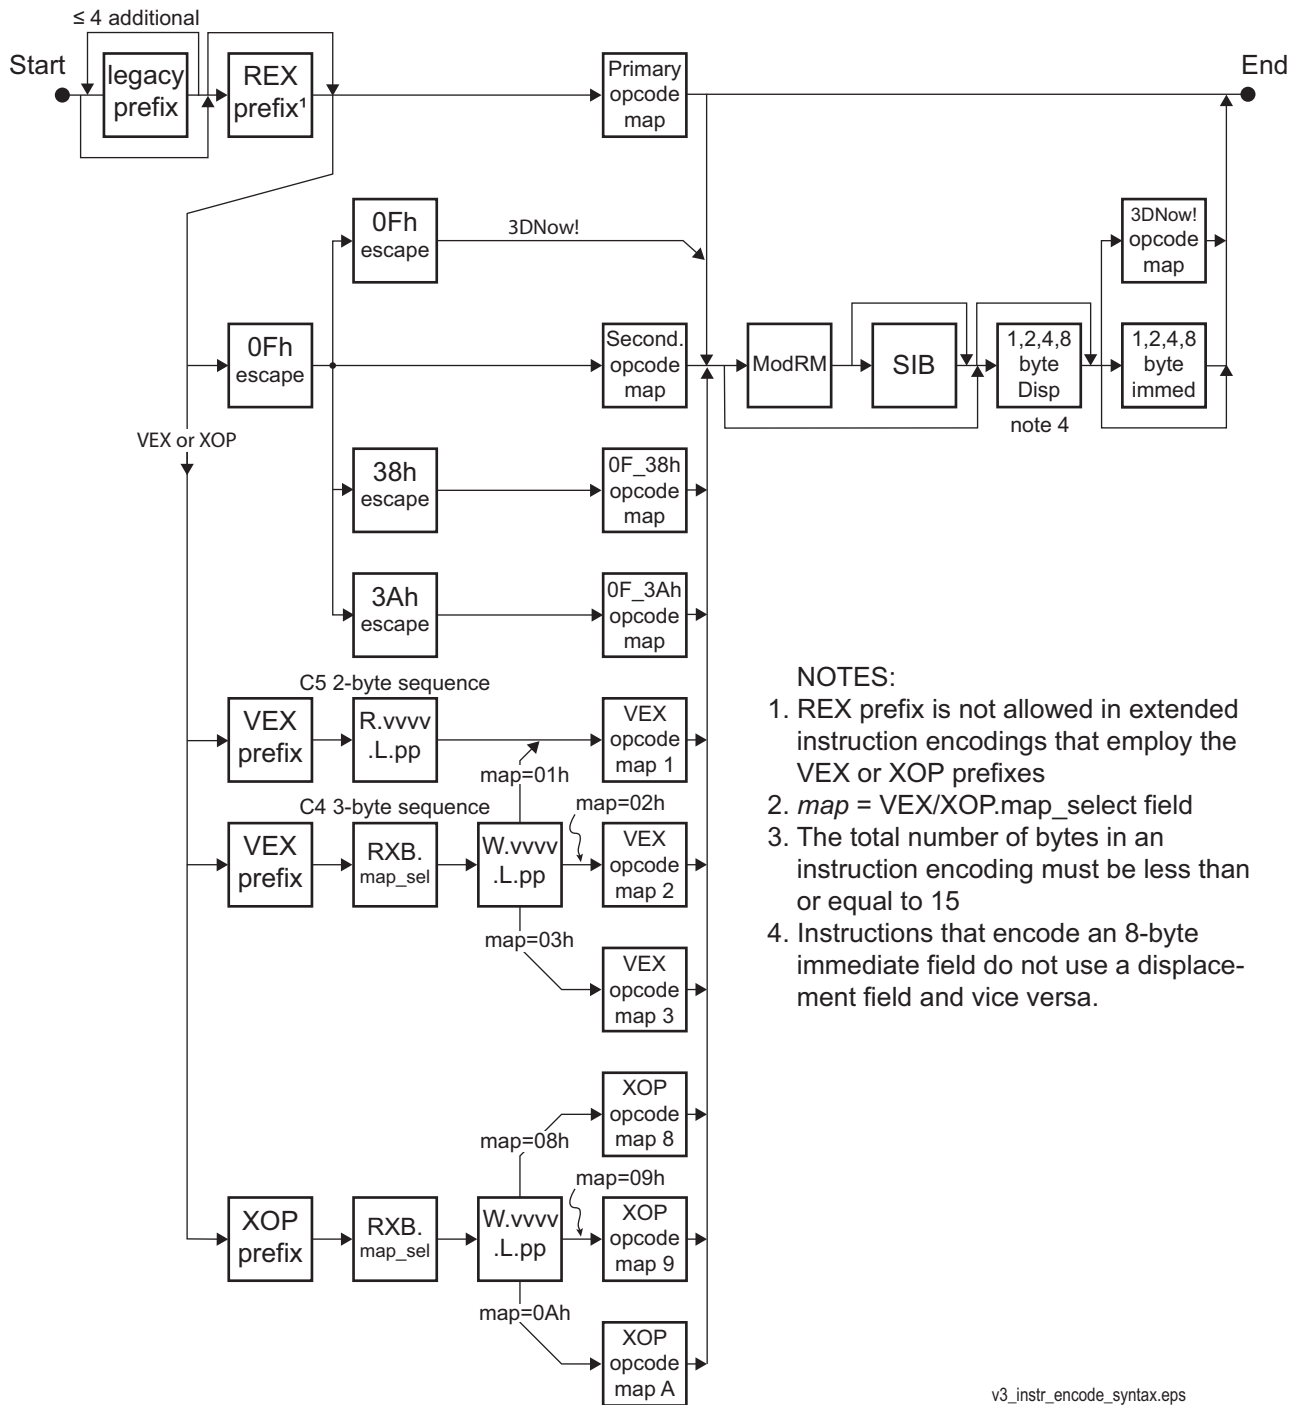 ≤ 4 additional
Start
legacy
prefix
REX
prefix¹
Primary
opcode
map
End
0Fh
escape
3DNow!
3DNow!
opcode
map
0Fh
escape
Second.
opcode
map
ModRM
SIB
1,2,4,8
byte
Disp
note 4
1,2,4,8
byte
immed
VEX or XOP
38h
escape
0F_38h
opcode
map
3Ah
escape
0F_3Ah
opcode
map
C5 2-byte sequence
VEX
prefix
R.vvvv
.L.pp
VEX
opcode
map 1
map=01h
C4 3-byte sequence
map=02h
VEX
prefix
RXB.
map_sel
W.vvvv
.L.pp
VEX
opcode
map 2
map=03h
VEX
opcode
map 3
NOTES:
1. REX prefix is not allowed in extended
instruction encodings that employ the
VEX or XOP prefixes
2. map = VEX/XOP.map_select field
3. The total number of bytes in an
instruction encoding must be less than
or equal to 15
4. Instructions that encode an 8-byte
immediate field do not use a displace-
ment field and vice versa.
XOP
opcode
map 8
map=08h
map=09h
XOP
prefix
RXB.
map_sel
W.vvvv
.L.pp
XOP
opcode
map 9
map=0Ah
XOP
opcode
map A
v3_instr_encode_syntax.eps